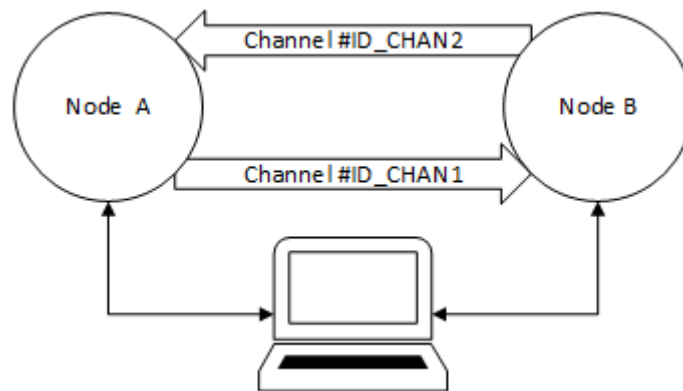 Channel #ID_CHAN2
Node A
Node B
Channel #ID_CHAN1